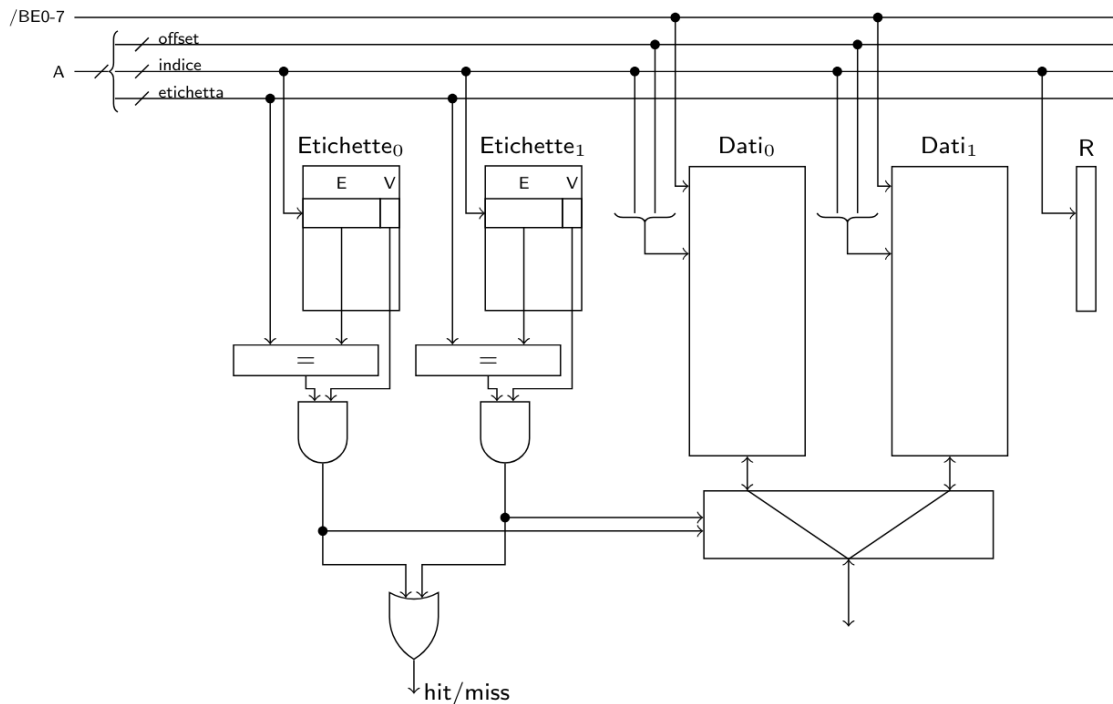 /BE0-7
offset
A
indice
etichetta
Etichette₀ Etichette₁ Dati₀ Dati₁ R
E V E V
= =
hit/miss